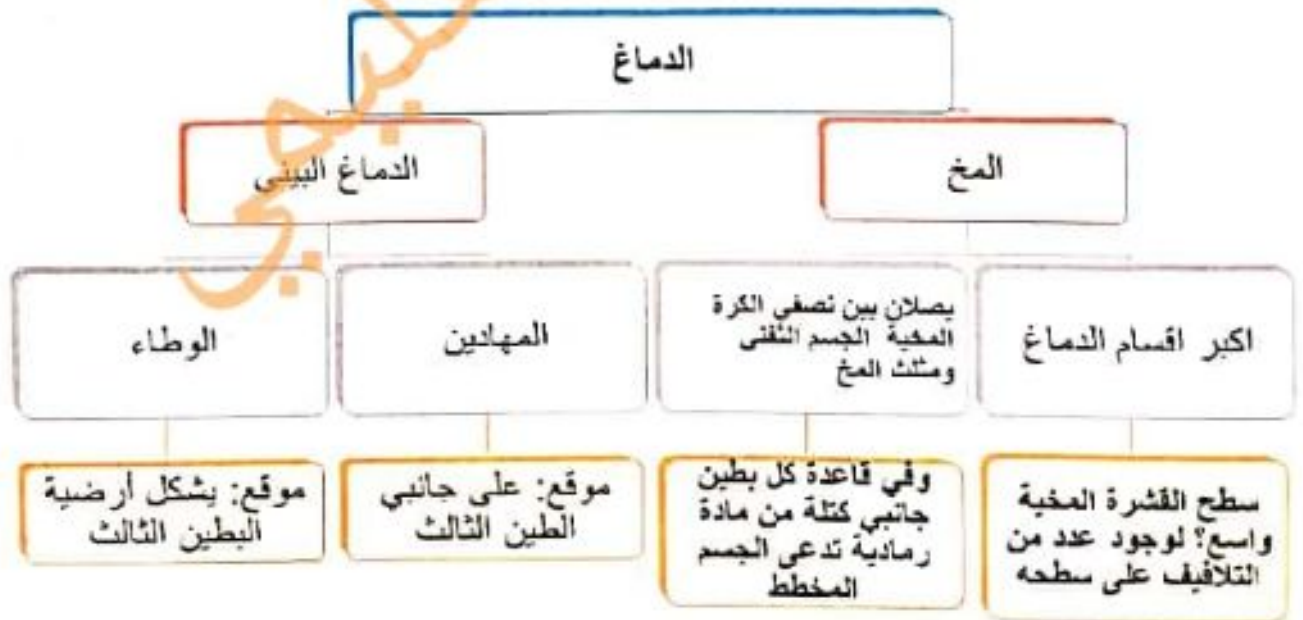 الدماغ
المخ
الدماغ البيني
اكبر اقسام الدماغ
يصلان بين نصفي الكرة
المخية الجسم الثفني
ومثلث المخ
المهادين
الوطاء
سطح القشرة المخية
واسع؟ لوجود عدد من
التلافيف على سطحه
وفي قاعدة كل بطين
جانبي كتلة من مادة
رمادية تدعى الجسم
المخطط
موقع: على جانبي
الطين الثالث
موقع: يشكل أرضية
البطين الثالث